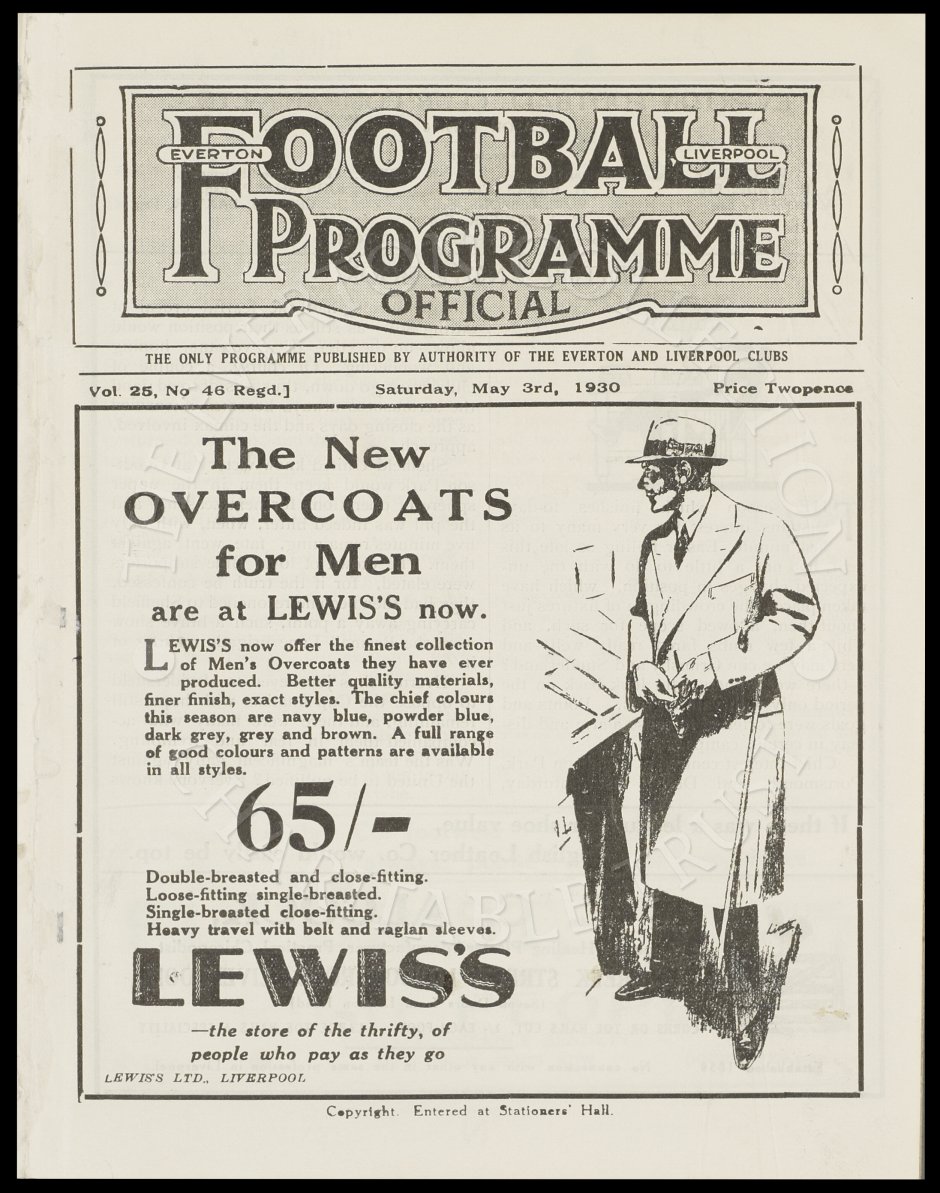 FOOTBALL
EVERTON
LIVERPOOL
PROGRAMME
OFFICIAL
THE ONLY PROGRAMME PUBLISHED BY AUTHORITY OF THE EVERTON AND LIVERPOOL CLUBS
Vol. 25, No 46 Regd.] Saturday, May 3rd, 1930 Price Twopence
The New
OVERCOATS
for Men
are at LEWIS'S now.
LEWIS'S now offer the finest collection
of Men's Overcoats they have ever
produced. Better quality materials,
finer finish, exact styles. The chief colours
this season are navy blue, powder blue,
dark grey, grey and brown. A full range
of good colours and patterns are available
in all styles.
65/-
Double-breasted and close-fitting.
Loose-fitting single-breasted.
Single-breasted close-fitting.
Heavy travel with belt and raglan sleeves.
LEWIS'S
—the store of the thrifty, of
people who pay as they go
LEWIS'S LTD., LIVERPOOL
Copyright. Entered at Stationers' Hall.
THE EVERTON COLLECTION CHARITABLE TRUST